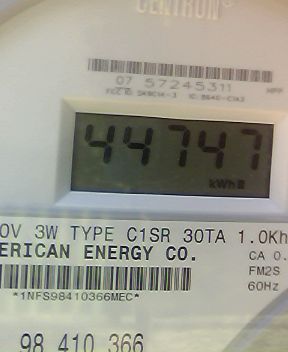 CENTRON®
07 57245311
44747
kWh
0V 3W TYPE C1SR 30TA 1.0Kh
ERICAN ENERGY CO. CA 0.
FM2S
*1NFS98410366MEC* 60Hz
98 410 366